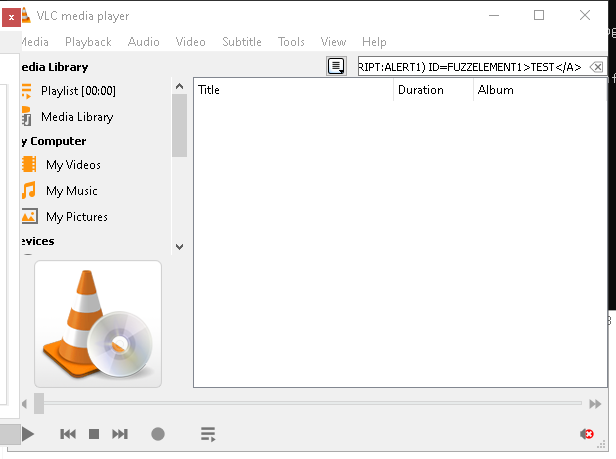 VLC media player
Media Playback Audio Video Subtitle Tools View Help
edia Library
RIPT:ALERT1) ID=FUZZELEMENT1>TEST</A>
Playlist [00:00]
Title Duration Album
Media Library
y Computer
My Videos
My Music
My Pictures
evices